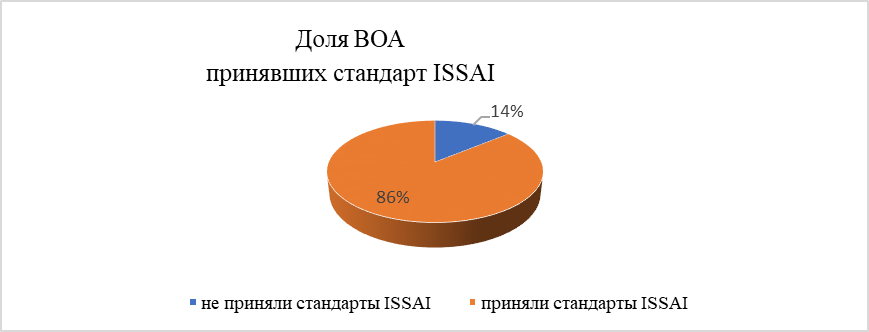 Доля ВОА
принявших стандарт ISSAI
14%
86%
не приняли стандарты ISSAI
приняли стандарты ISSAI